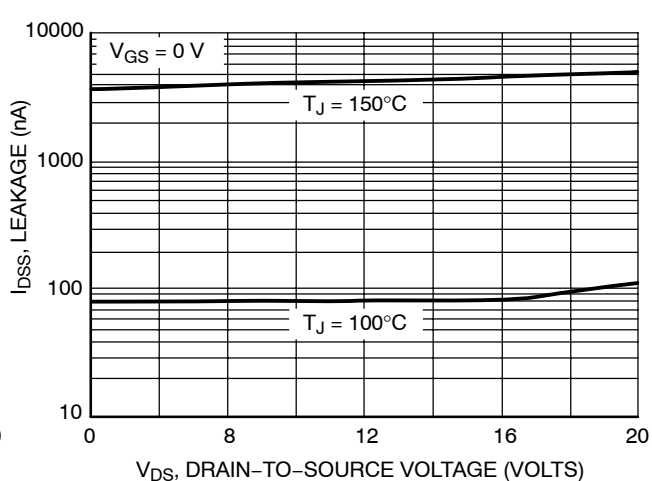 10000
V_GS = 0 V
T_J = 150°C
1000
I_DSS, LEAKAGE (nA)
100
T_J = 100°C
10
0 8 12 16 20
V_DS, DRAIN−TO−SOURCE VOLTAGE (VOLTS)